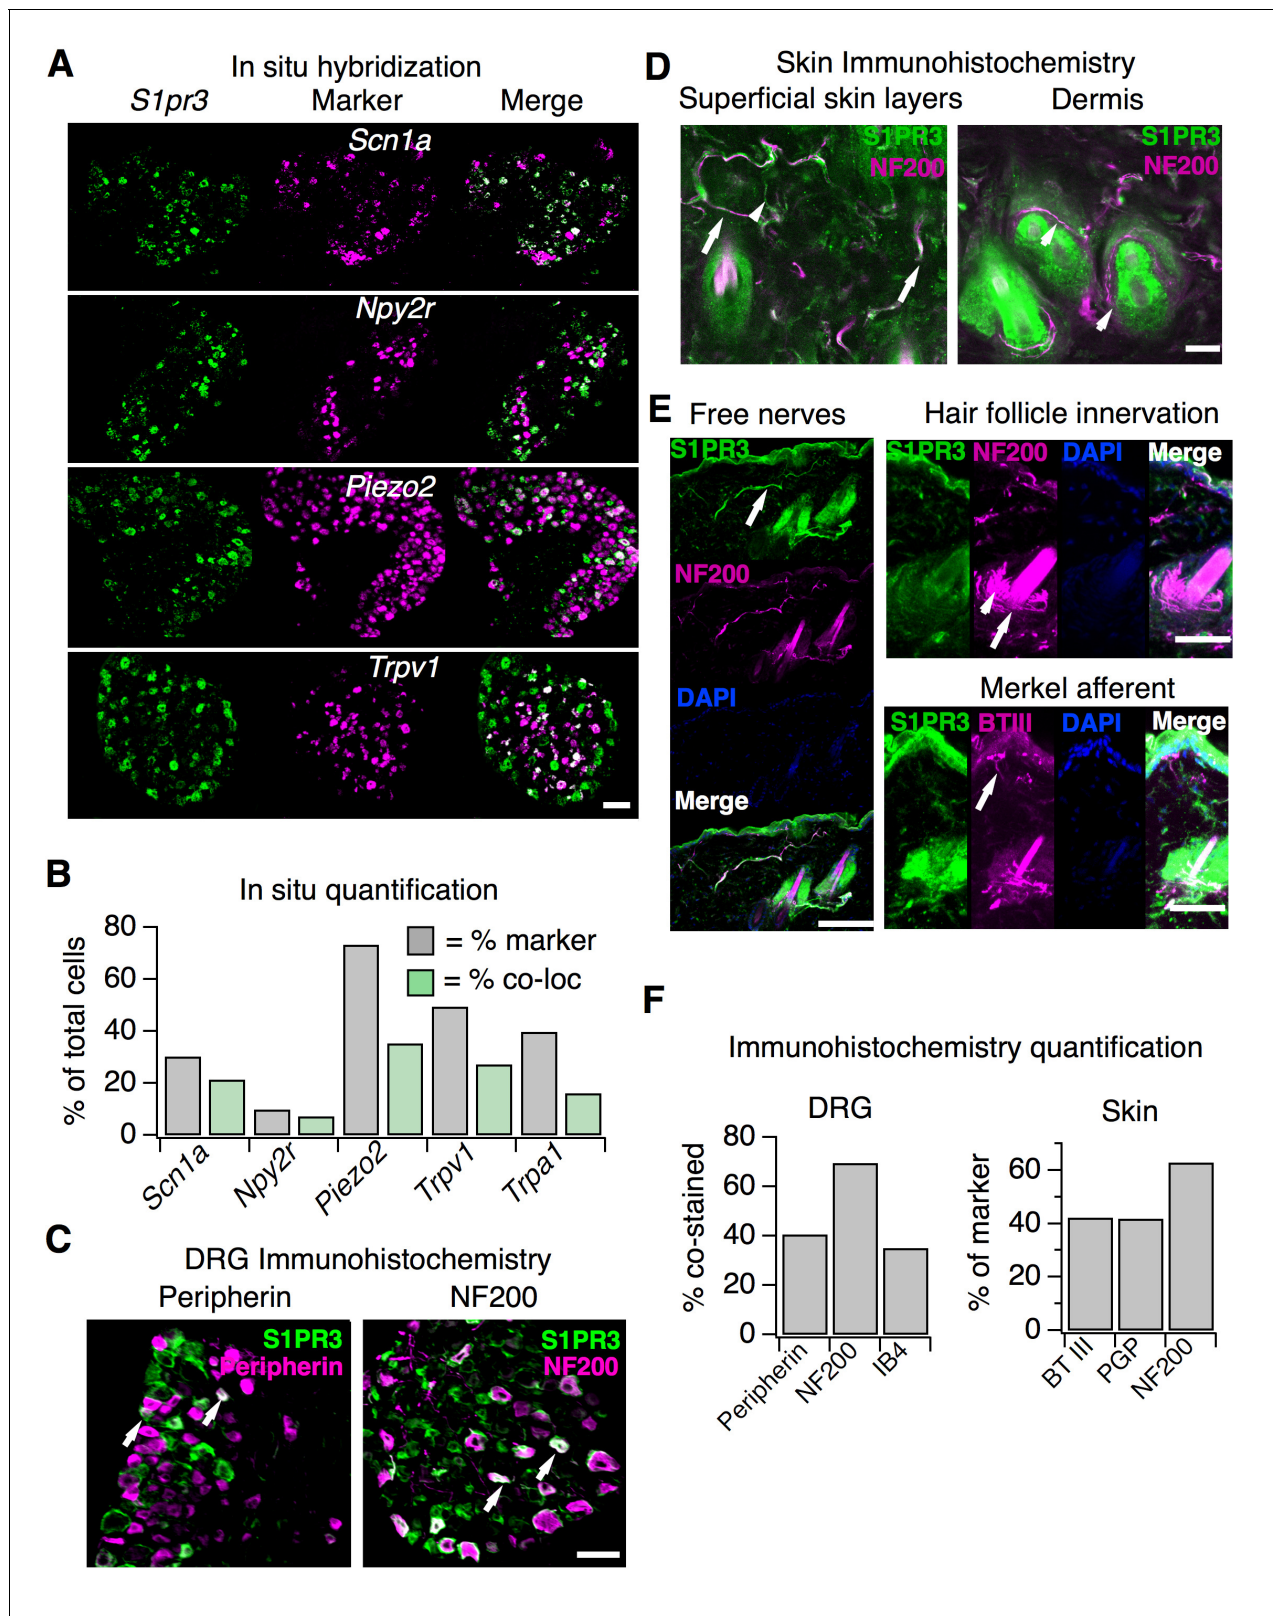 A
In situ hybridization
S1pr3 Marker Merge
Scn1a
Npy2r
Piezo2
Trpv1
B
In situ quantification
= % marker
= % co-loc
% of total cells
80
60
40
20
0
Scn1a Npy2r Piezo2 Trpv1 Trpa1
C
DRG Immunohistochemistry
Peripherin NF200
S1PR3
Peripherin
S1PR3
NF200
D
Skin Immunohistochemistry
Superficial skin layers Dermis
S1PR3
NF200
S1PR3
NF200
E
Free nerves
S1PR3
NF200
DAPI
Merge
Hair follicle innervation
S1PR3 NF200 DAPI Merge
Merkel afferent
S1PR3 BTIII DAPI Merge
F
Immunohistochemistry quantification
DRG
% co-stained
80
60
40
20
0
Peripherin NF200 IB4
Skin
% of marker
60
40
20
0
BT III PGP NF200